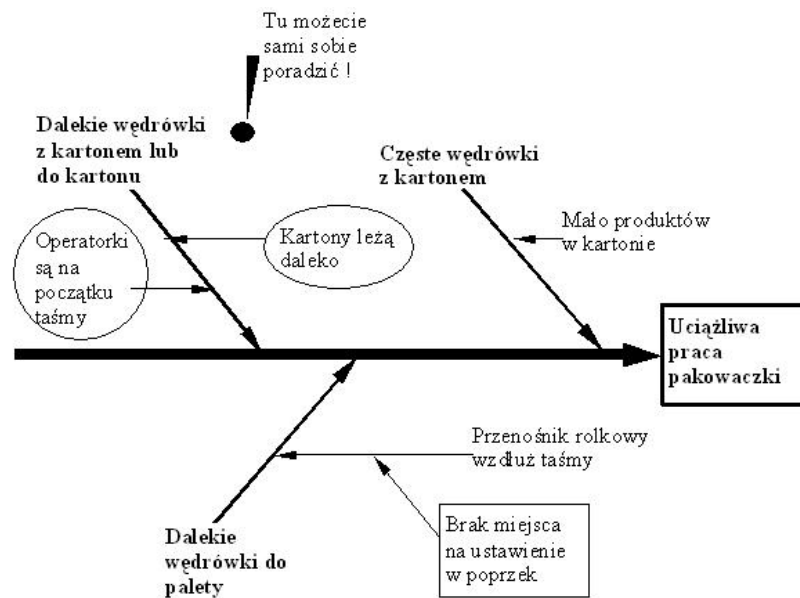 Tu możecie
sami sobie
poradzić !
Dalekie wędrówki
z kartonem lub
do kartonu
Częste wędrówki
z kartonem
Operatorki
są na
początku
taśmy
Kartony leżą
daleko
Mało produktów
w kartonie
Uciążliwa
praca
pakowaczki
Przenośnik rolkowy
wzdłuż taśmy
Brak miejsca
na ustawienie
w poprzek
Dalekie
wędrówki do
palety